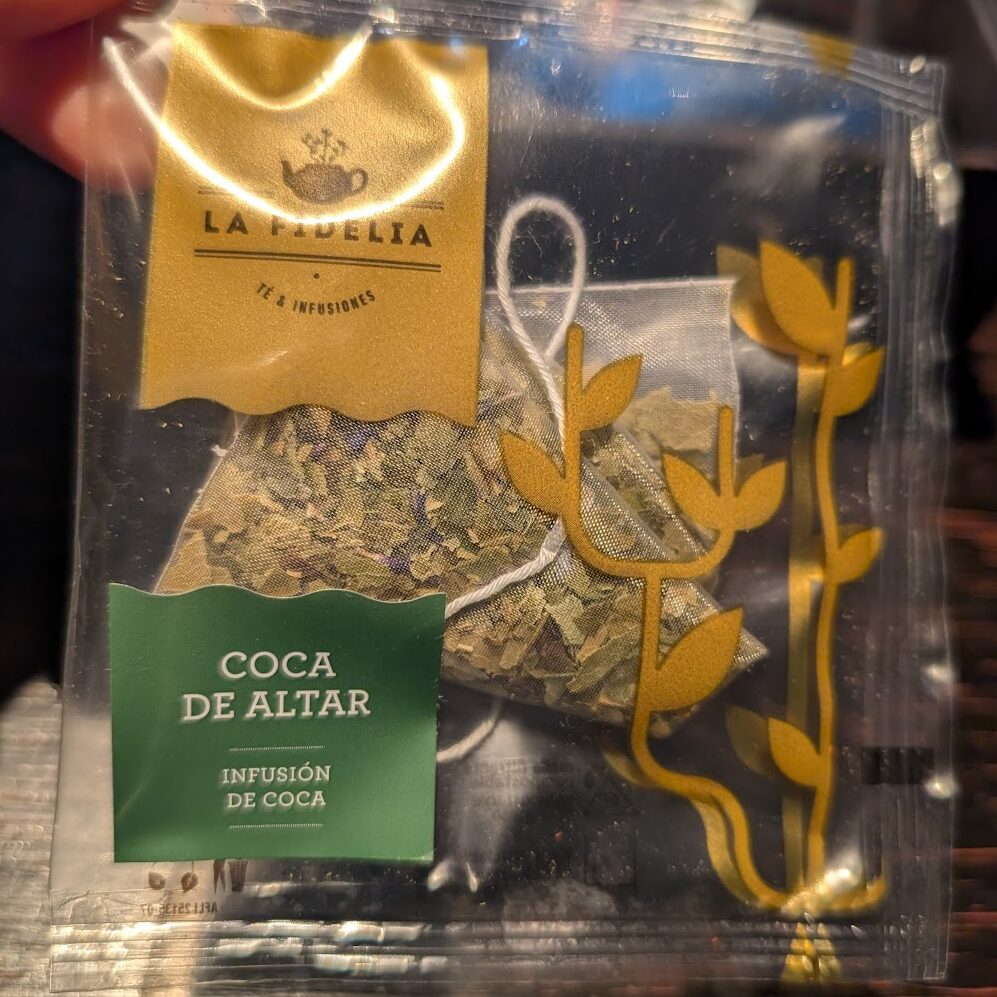 LA FIDELIA
TÉ & INFUSIONES
COCA
DE ALTAR
INFUSIÓN
DE COCA